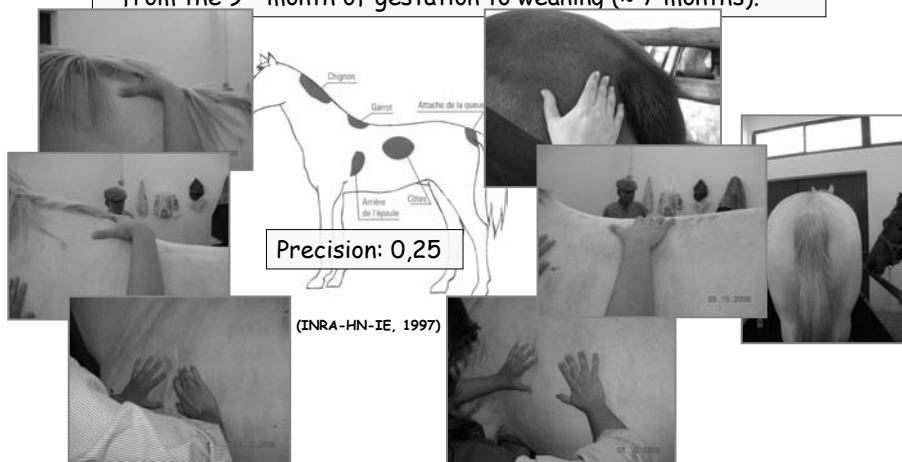 from the month of gestation to weaning (≈ 7 months).
Chignon
Garrot
Attache de la queue
Arrière
de l'épaule
Côtes
Precision: 0,25
(INRA-HN-IE, 1997)